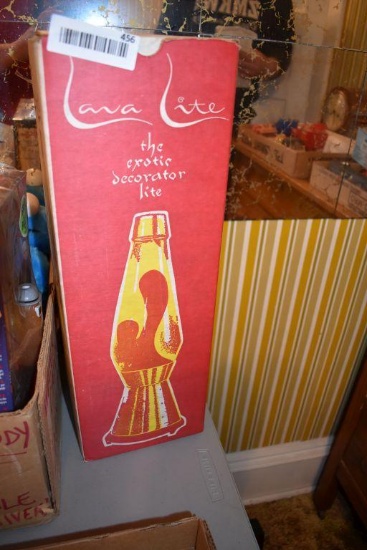 456
Lava Lite
the
exotic
decorator
lite